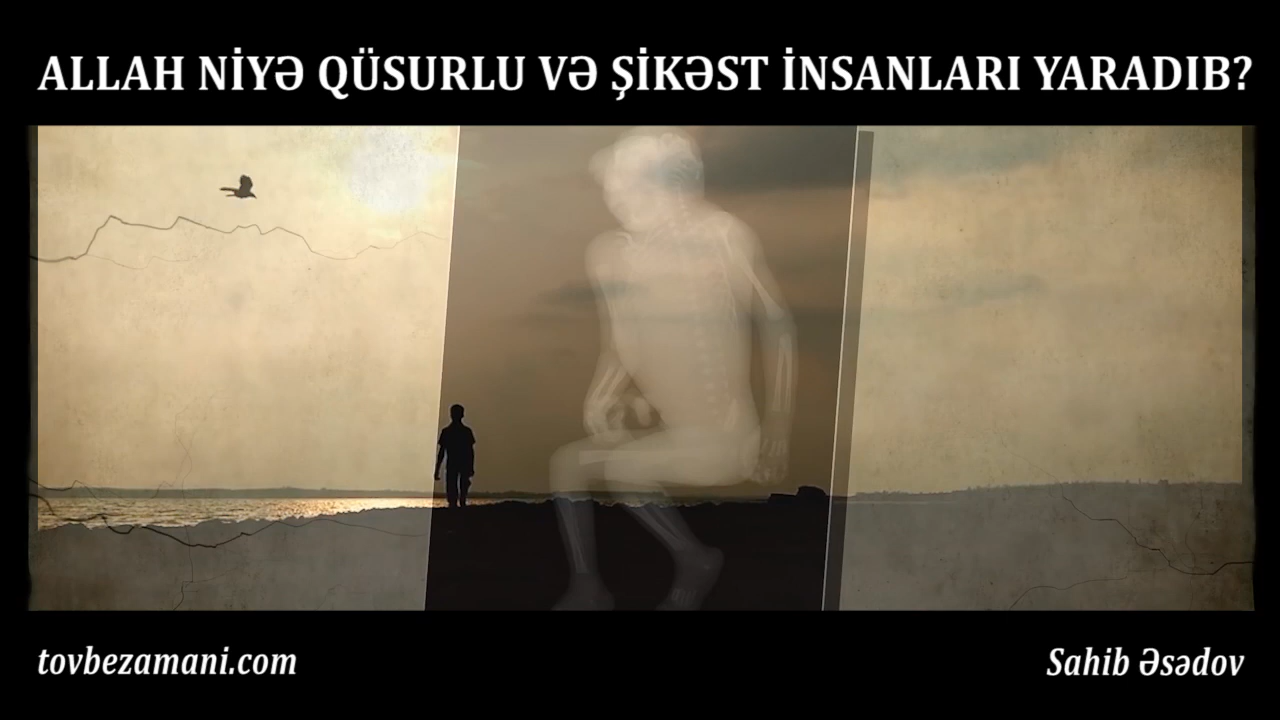 ALLAH NİYƏ QÜSURLU VƏ ŞİKƏST İNSANLARI YARADIB?
tovbezamani.com
Sahib Əsədov